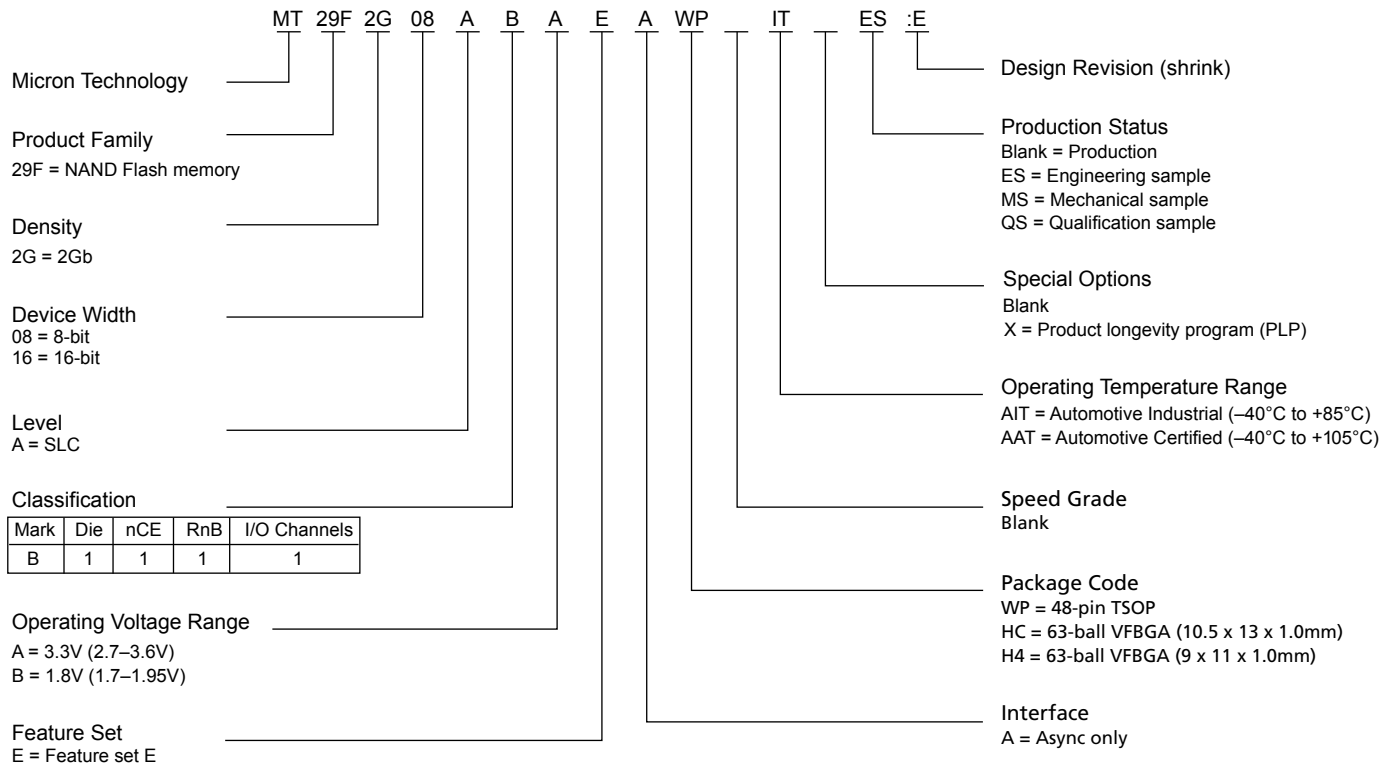 MT 29F 2G 08 A B A E A WP IT ES :E
Micron Technology
Product Family
29F = NAND Flash memory
Density
2G = 2Gb
Device Width
08 = 8-bit
16 = 16-bit
Level
A = SLC
Classification
Mark Die nCE RnB I/O Channels
B 1 1 1 1
Operating Voltage Range
A = 3.3V (2.7–3.6V)
B = 1.8V (1.7–1.95V)
Feature Set
E = Feature set E
Design Revision (shrink)
Production Status
Blank = Production
ES = Engineering sample
MS = Mechanical sample
QS = Qualification sample
Special Options
Blank
X = Product longevity program (PLP)
Operating Temperature Range
AIT = Automotive Industrial (–40°C to +85°C)
AAT = Automotive Certified (–40°C to +105°C)
Speed Grade
Blank
Package Code
WP = 48-pin TSOP
HC = 63-ball VFBGA (10.5 x 13 x 1.0mm)
H4 = 63-ball VFBGA (9 x 11 x 1.0mm)
Interface
A = Async only